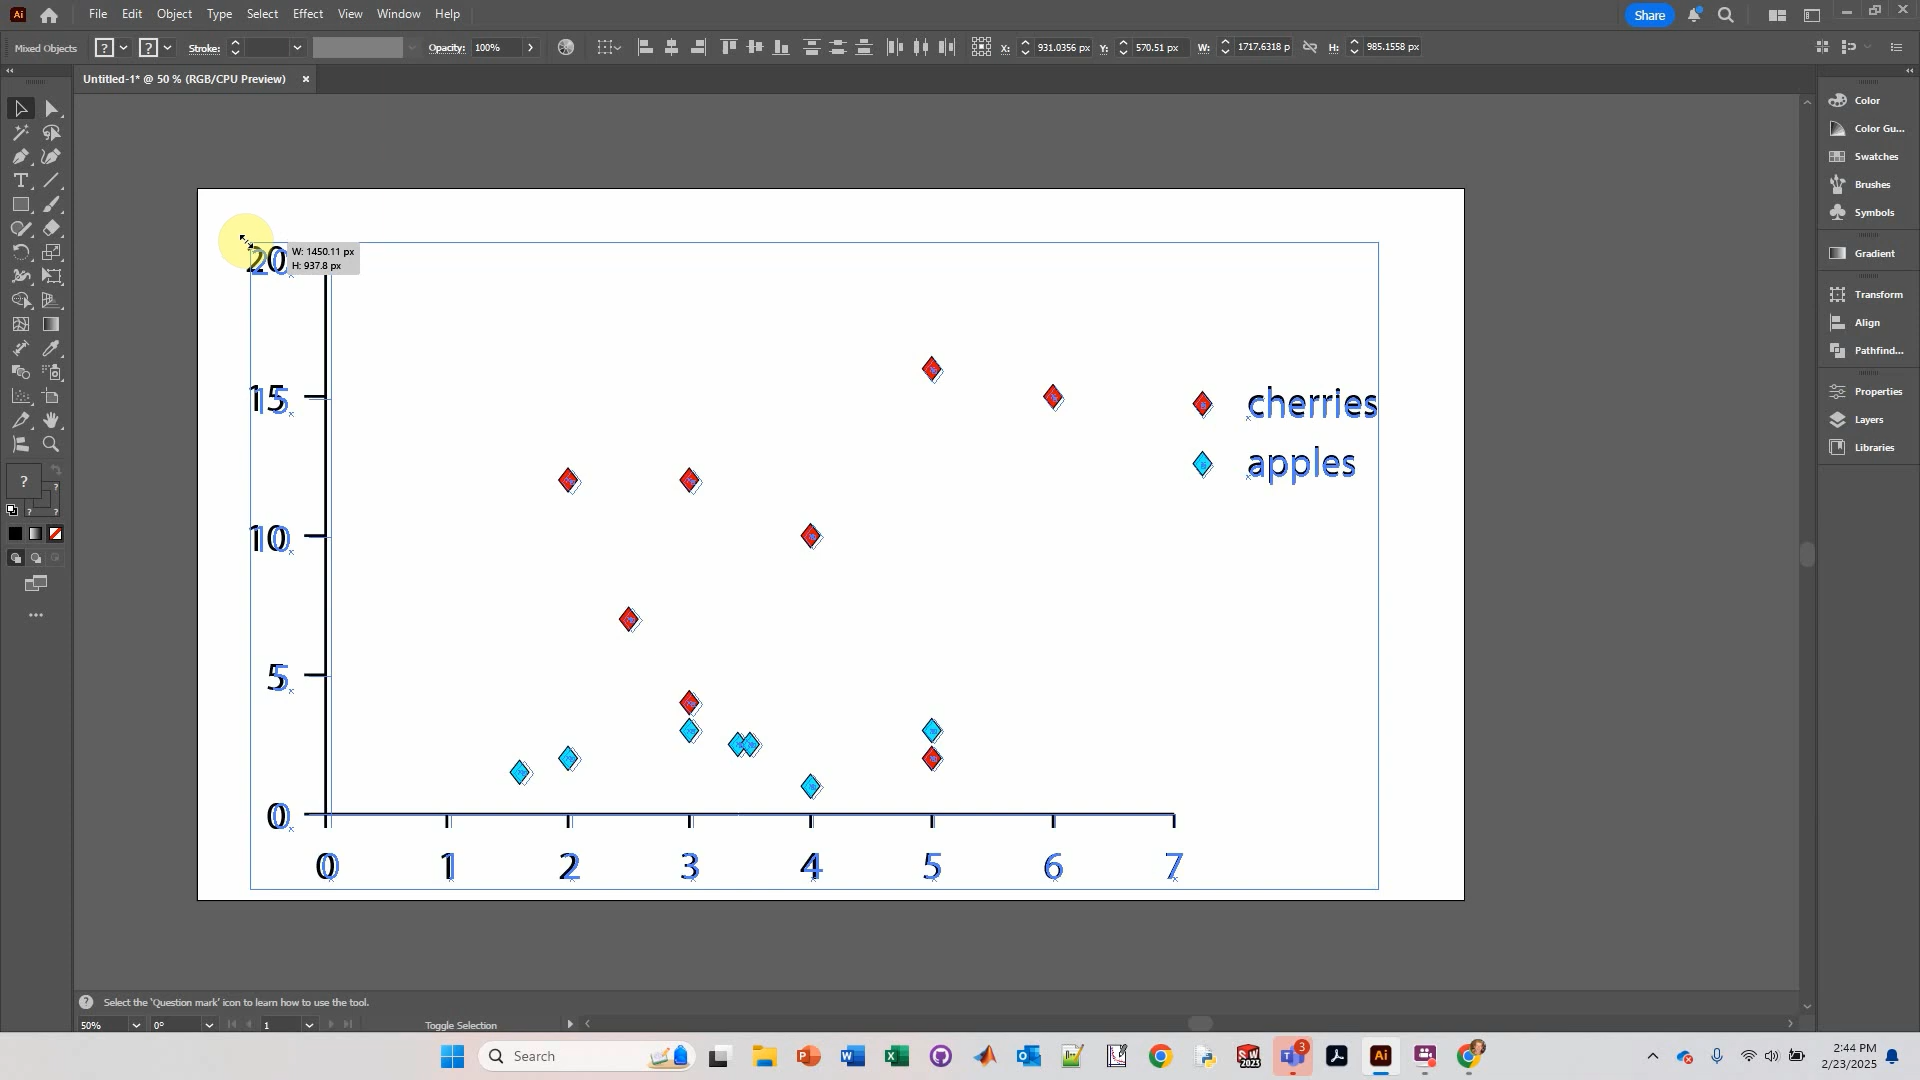 Ai File Edit Object Type Select Effect View Window Help Share
Mixed Objects ? ? Stroke: Opacity: 100% X: 931.0356 px Y: 570.51 px W: 1717.6318 p H: 985.1558 px
Untitled-1* @ 50 % (RGB/CPU Preview) ×
Color
Color Gu...
Swatches
Brushes
Symbols
Gradient
Transform
Align
Pathfind...
Properties
Layers
Libraries
20
W: 1450.11 px
H: 937.8 px
15
cherries
apples
10
5
0
0 1 2 3 4 5 6 7
?
Select the 'Question mark' icon to learn how to use the tool.
50% 0° 1 Toggle Selection
Search
2:44 PM
2/23/2025